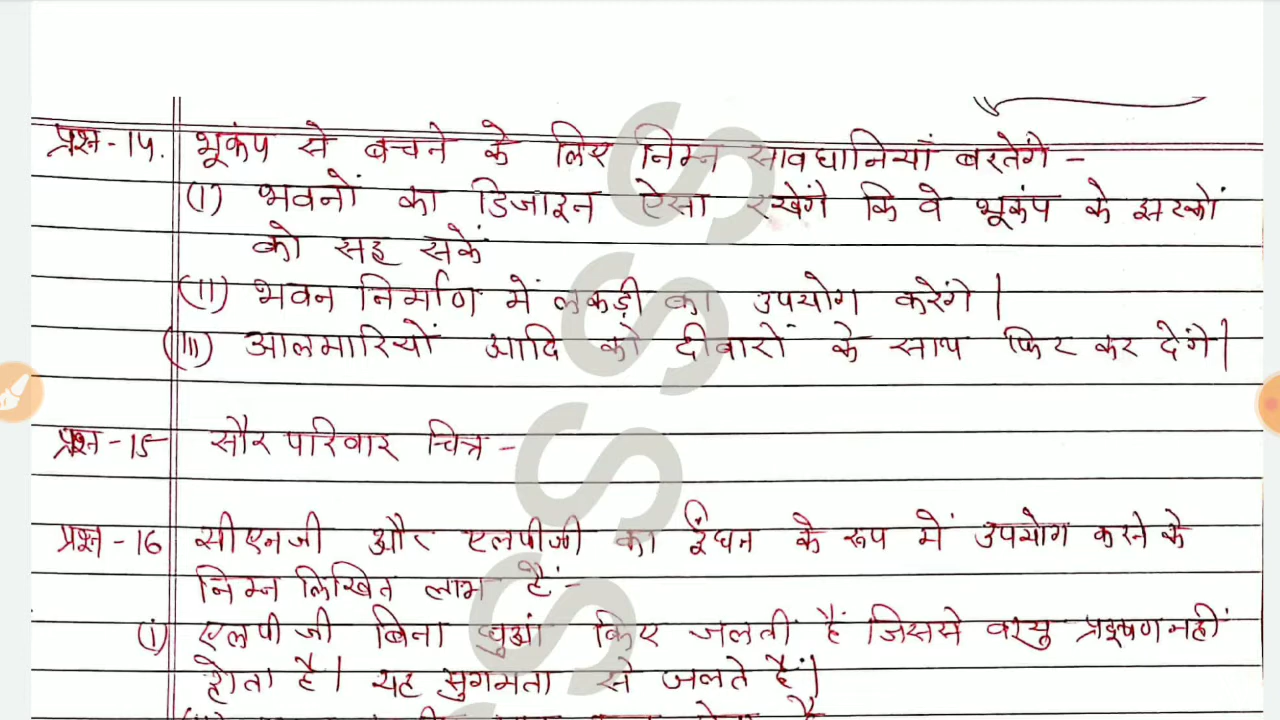 प्रश्न-14. भूकंप से बचने के लिए निम्न सावधानियाँ बरतेंगे -
(I) भवनों का डिजाइन ऐसा रखेंगे कि वे भूकंप के झटकों
को सह सकें
(II) भवन निर्माण में लकड़ी का उपयोग करेंगे।
(III) आलमारियों आदि को दीवारों के साथ फिट कर देंगे।
प्रश्न-15 सौर परिवार चित्र -
प्रश्न-16 सीएनजी और एलपीजी का ईंधन के रूप में उपयोग करने के
निम्न लिखित लाभ हैं-
(i) एलपीजी बिना धुआं किए जलती हैं जिससे वायु प्रदूषण नहीं
होता है। यह सुगमता से जलते हैं।
SSSS